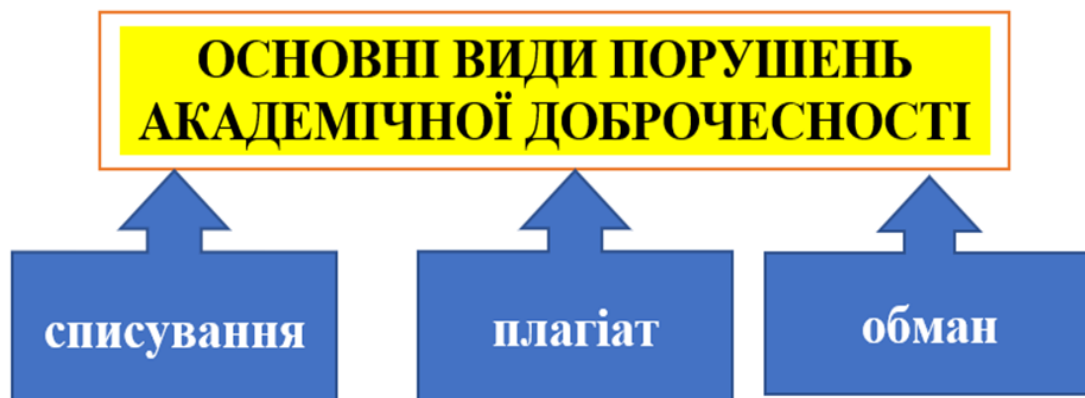 ОСНОВНІ ВИДИ ПОРУШЕНЬ
АКАДЕМІЧНОЇ ДОБРОЧЕСНОСТІ
списування
плагіат
обман